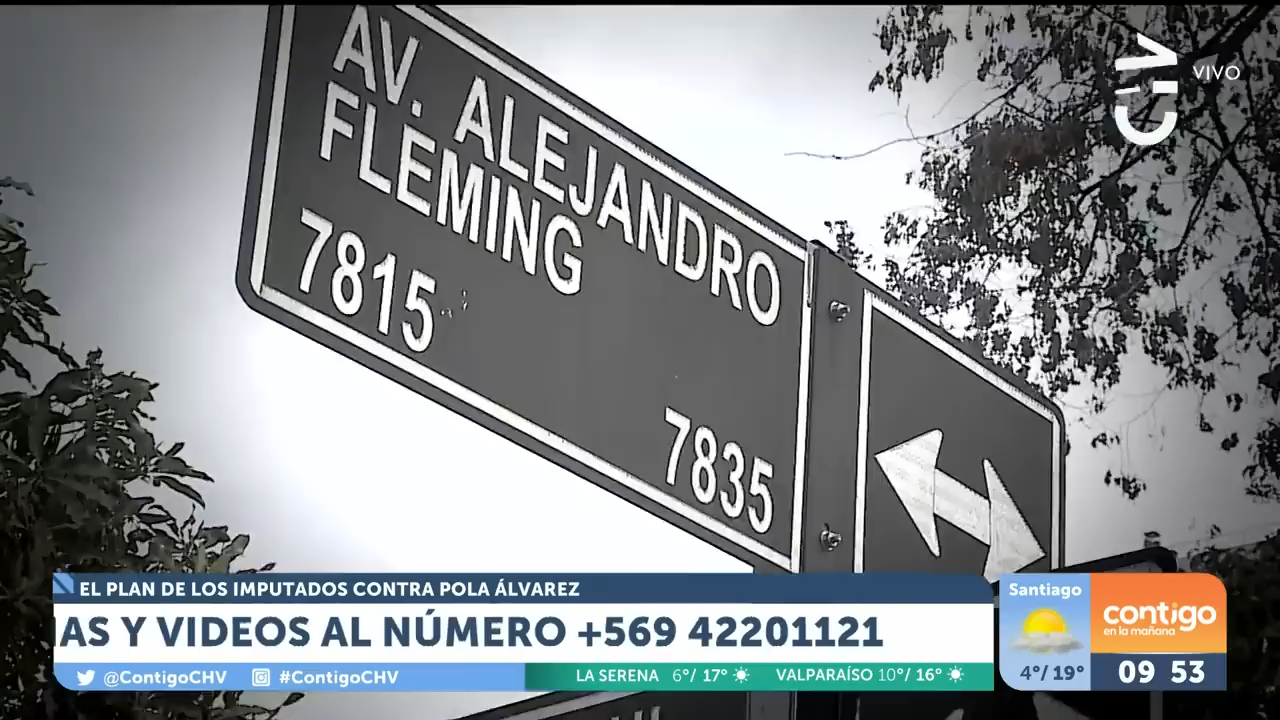 AV. ALEJANDRO
FLEMING
7815
7835
CHV VIVO
EL PLAN DE LOS IMPUTADOS CONTRA POLA ÁLVAREZ
AS Y VIDEOS AL NÚMERO +569 42201121
@ContigoCHV #ContigoCHV
LA SERENA 6°/ 17° VALPARAÍSO 10°/ 16°
Santiago
4°/ 19°
contigo
en la mañana
09 53